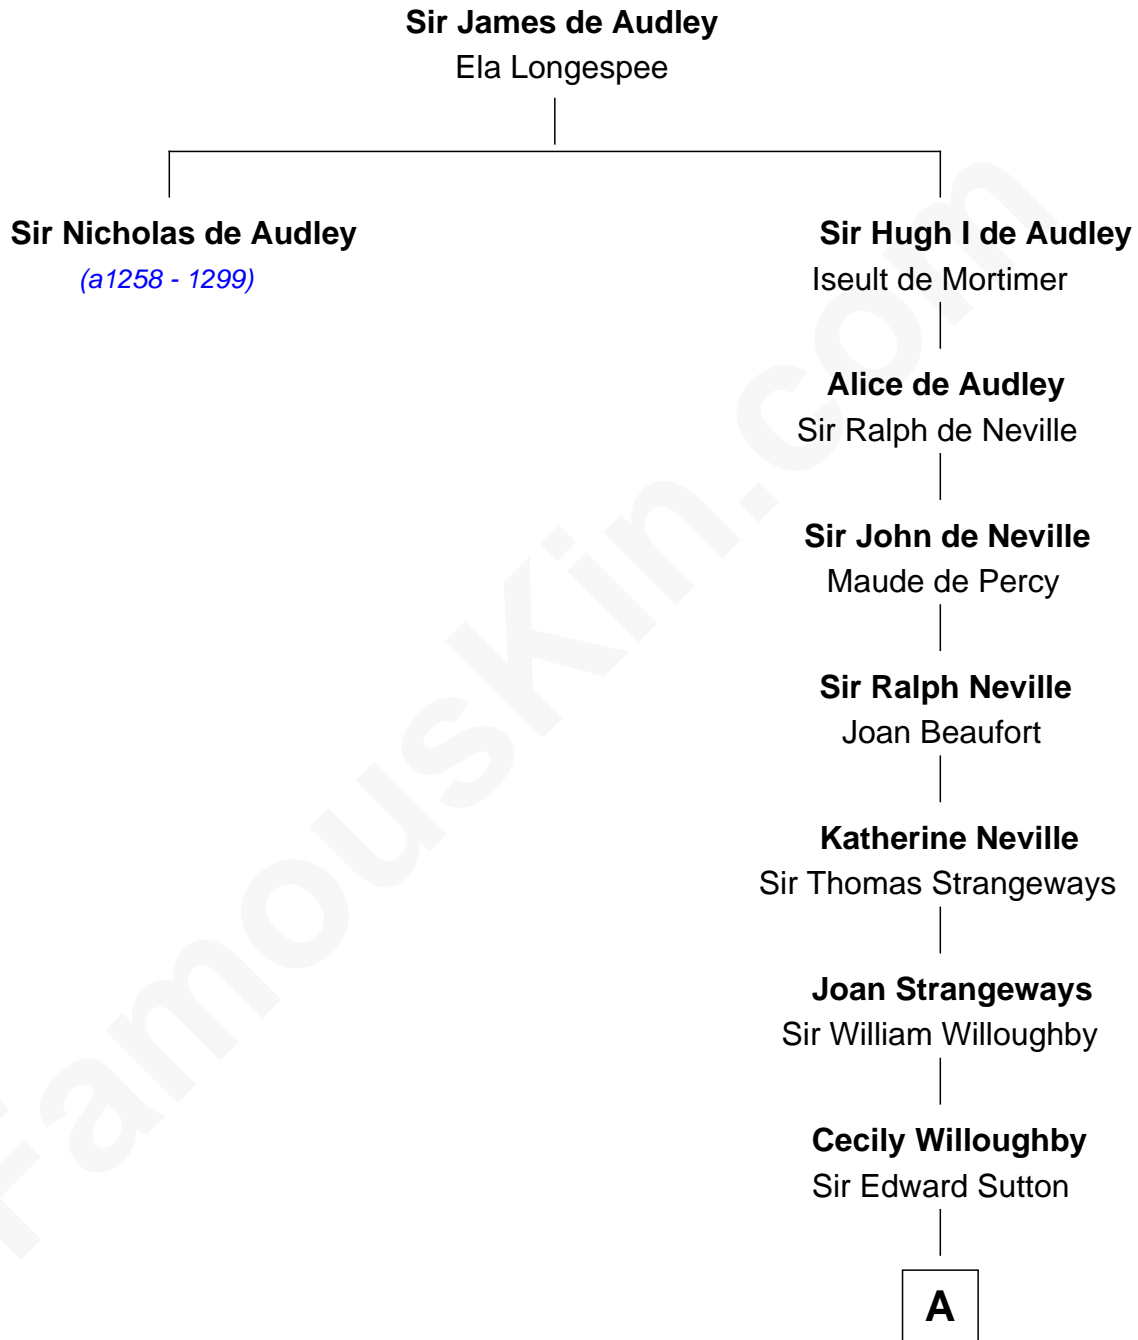 Sir James de Audley
Ela Longespee
Sir Nicholas de Audley
(a1258 - 1299)
Sir Hugh I de Audley
Iseult de Mortimer
Alice de Audley
Sir Ralph de Neville
Sir John de Neville
Maude de Percy
Sir Ralph Neville
Joan Beaufort
Katherine Neville
Sir Thomas Strangeways
Joan Strangeways
Sir William Willoughby
Cecily Willoughby
Sir Edward Sutton
A
FamousKin.com